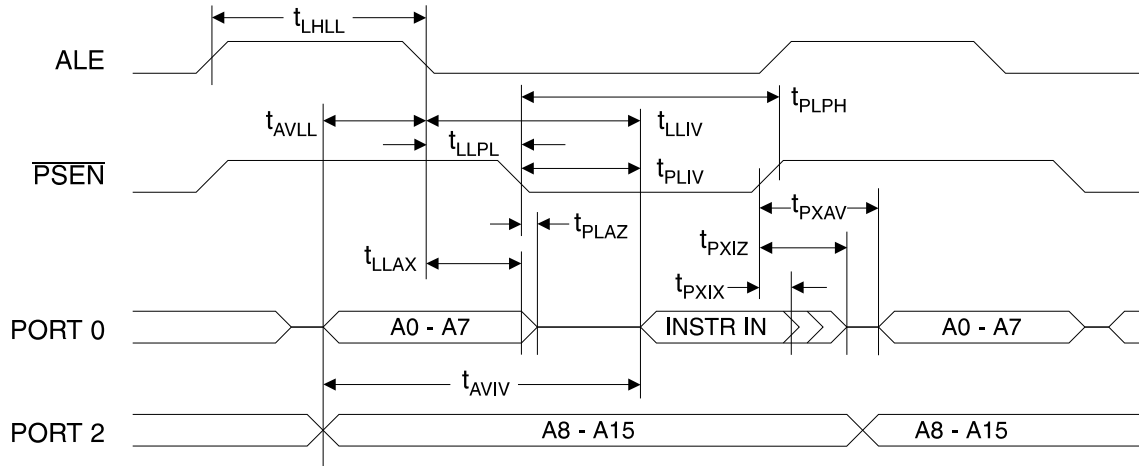 tLHLL
ALE
tPLPH
tAVLL
tLLIV
tLLPL
PSEN
tPLIV
tPXAV
tPLAZ
tPXIZ
tLLAX
tPXIX
PORT 0 A0 - A7 INSTR IN A0 - A7
tAVIV
PORT 2 A8 - A15 A8 - A15